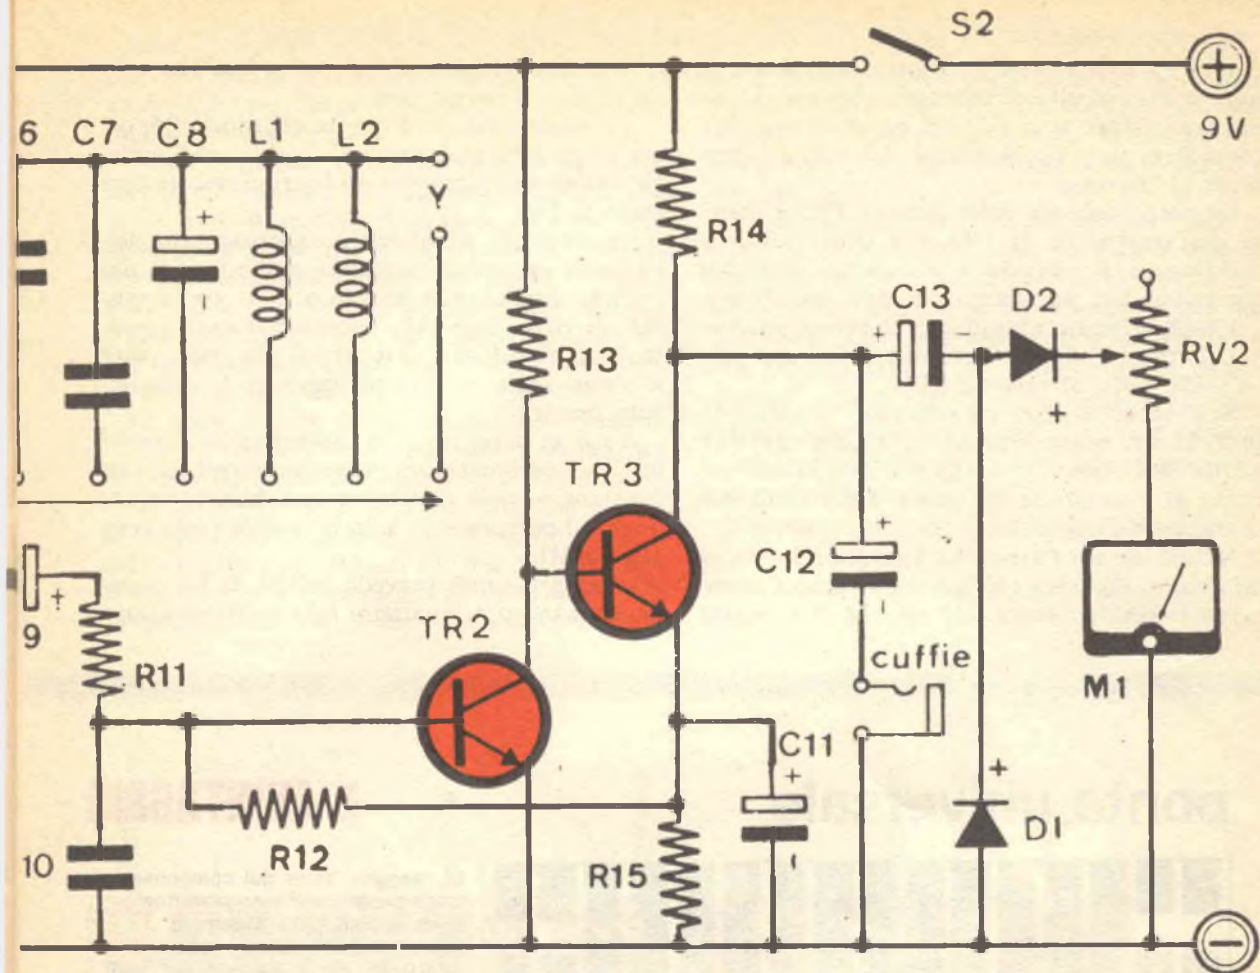 S2
9V
6 C7 C8 L1 L2
Y
R14
C13 D2
RV2
R13
TR3
C12
9
TR2
cuffie
R11
M1
C11
D1
R12
10
R15